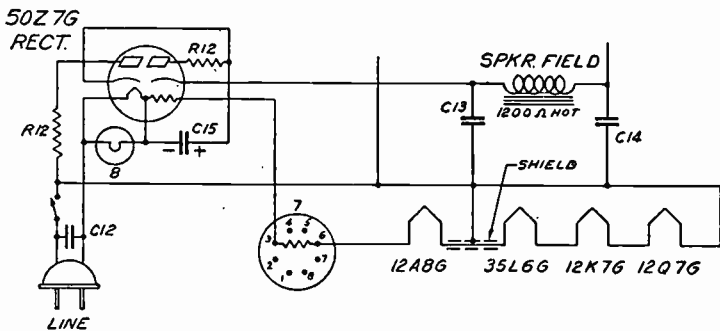 50Z7G
RECT.
R12
SPKR. FIELD
R12
C15
- +
C13
1200Ω HOT
C14
8
SHIELD
7
C12
4 5
3 6
2 7
1 8
12A8G 35L6G 12K7G 12Q7G
LINE